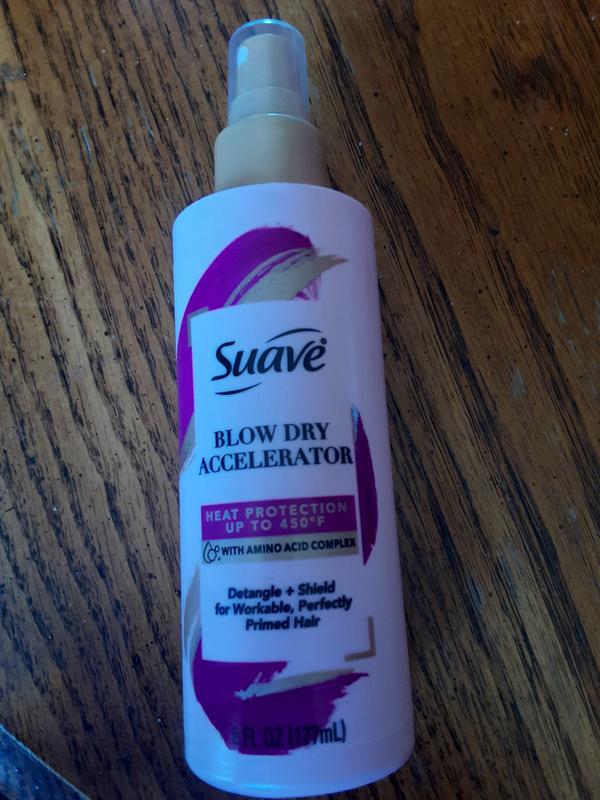 Suave
BLOW DRY
ACCELERATOR
HEAT PROTECTION
UP TO 450°F
WITH AMINO ACID COMPLEX
Detangle + Shield
for Workable, Perfectly
Primed Hair
6 FL OZ (177mL)